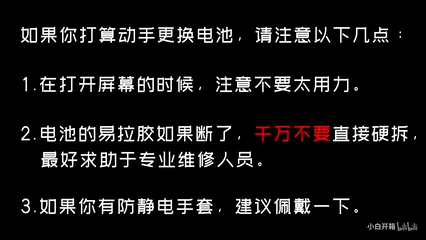 如果你打算动手更换电池，请注意以下几点：
1.在打开屏幕的时候，注意不要太用力。
2.电池的易拉胶如果断了，千万不要直接硬拆，
最好求助于专业维修人员。
3.如果你有防静电手套，建议佩戴一下。
小白开箱 bilibili